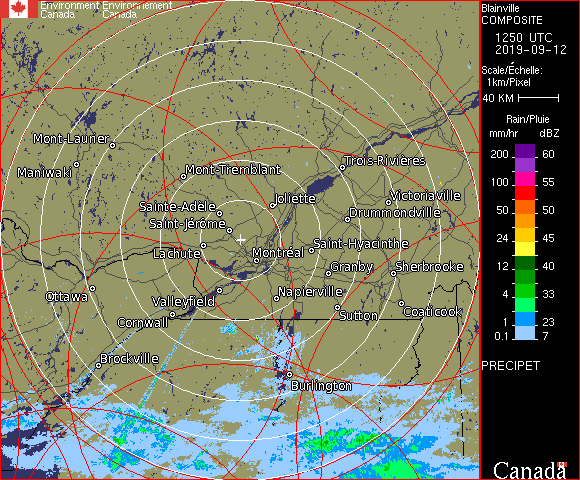 Environment Environnement
Canada Canada
Blainville
COMPOSITE
1250 UTC
2019-09-12
Scale/Échelle:
1km/Pixel
40 KM
Rain/Pluie
mm/hr dBZ
200 60
100 55
50 50
24 45
12 40
4 33
1 23
0.1 7
PRECIPET
Canada
Mont-Laurier
Maniwaki
Mont-Tremblant
Trois-Rivières
Joliette
Victoriaville
Sainte-Adèle
Drummondville
Saint-Jérôme
Saint-Hyacinthe
Lachute
Montréal
Granby
Sherbrooke
Ottawa
Valleyfield
Napierville
Cornwall
Sutton
Coaticook
Brockville
Burlington